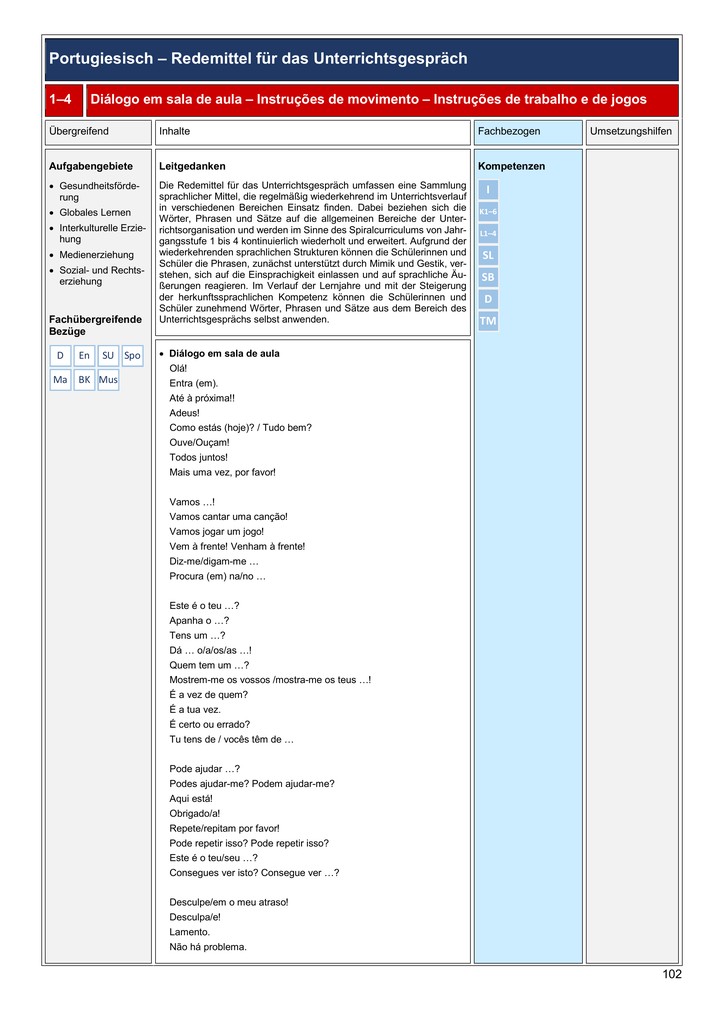 Portugiesisch – Redemittel für das Unterrichtsgespräch
1–4 Diálogo em sala de aula – Instruções de movimento – Instruções de trabalho e de jogos
Übergreifend
Inhalte
Fachbezogen
Umsetzungshilfen
Aufgabengebiete
• Gesundheitsförde-
rung
• Globales Lernen
• Interkulturelle Erzie-
hung
• Medienerziehung
• Sozial- und Rechts-
erziehung
Fachübergreifende
Bezüge
D En SU Spo
Ma BK Mus
Leitgedanken
Die Redemittel für das Unterrichtsgespräch umfassen eine Sammlung
sprachlicher Mittel, die regelmäßig wiederkehrend im Unterrichtsverlauf
in verschiedenen Bereichen Einsatz finden. Dabei beziehen sich die
Wörter, Phrasen und Sätze auf die allgemeinen Bereiche der Unter-
richtsorganisation und werden im Sinne des Spiralcurriculums von Jahr-
gangsstufe 1 bis 4 kontinuierlich wiederholt und erweitert. Aufgrund der
wiederkehrenden sprachlichen Strukturen können die Schülerinnen und
Schüler die Phrasen, zunächst unterstützt durch Mimik und Gestik, ver-
stehen, sich auf die Einsprachigkeit einlassen und auf sprachliche Äu-
ßerungen reagieren. Im Verlauf der Lernjahre und mit der Steigerung
der herkunftssprachlichen Kompetenz können die Schülerinnen und
Schüler zunehmend Wörter, Phrasen und Sätze aus dem Bereich des
Unterrichtsgesprächs selbst anwenden.
• Diálogo em sala de aula
Olá!
Entra (em).
Até à próxima!!
Adeus!
Como estás (hoje)? / Tudo bem?
Ouve/Ouçam!
Todos juntos!
Mais uma vez, por favor!
Vamos …!
Vamos cantar uma canção!
Vamos jogar um jogo!
Vem à frente! Venham à frente!
Diz-me/digam-me …
Procura (em) na/no …
Este é o teu …?
Apanha o …?
Tens um …?
Dá … o/a/os/as …!
Quem tem um …?
Mostrem-me os vossos /mostra-me os teus …!
É a vez de quem?
É a tua vez.
É certo ou errado?
Tu tens de / vocês têm de …
Pode ajudar …?
Podes ajudar-me? Podem ajudar-me?
Aqui está!
Obrigado/a!
Repete/repitam por favor!
Pode repetir isso? Pode repetir isso?
Este é o teu/seu …?
Consegues ver isto? Consegue ver …?
Desculpe/em o meu atraso!
Desculpa/e!
Lamento.
Não há problema.
Kompetenzen
I
K1–6
L1–4
SL
SB
D
TM
102